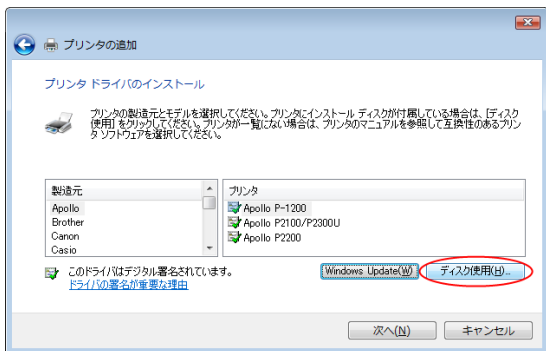 プリンタの追加
プリンタ ドライバのインストール
プリンタの製造元とモデルを選択してください。プリンタにインストール ディスクが付属している場合は、[ディスク
使用] をクリックしてください。プリンタが一覧にない場合は、プリンタのマニュアルを参照して互換性のあるプリン
タ ソフトウェアを選択してください。
製造元
Apollo
Brother
Canon
Casio
プリンタ
Apollo P-1200
Apollo P2100/P2300U
Apollo P2200
このドライバはデジタル署名されています。
ドライバの署名が重要な理由
Windows Update(W)
ディスク使用(H)...
次へ(N)
キャンセル